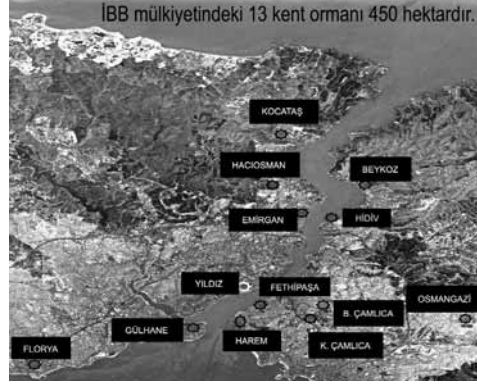 İBB mülkiyetindeki 13 kent ormanı 450 hektardır.
KOCATAŞ
HACIOSMAN
BEYKOZ
EMİRGAN
HİDİV
YILDIZ
FETHİPAŞA
OSMANGAZİ
B. ÇAMLICA
GÜLHANE
HAREM
K. ÇAMLICA
FLORYA